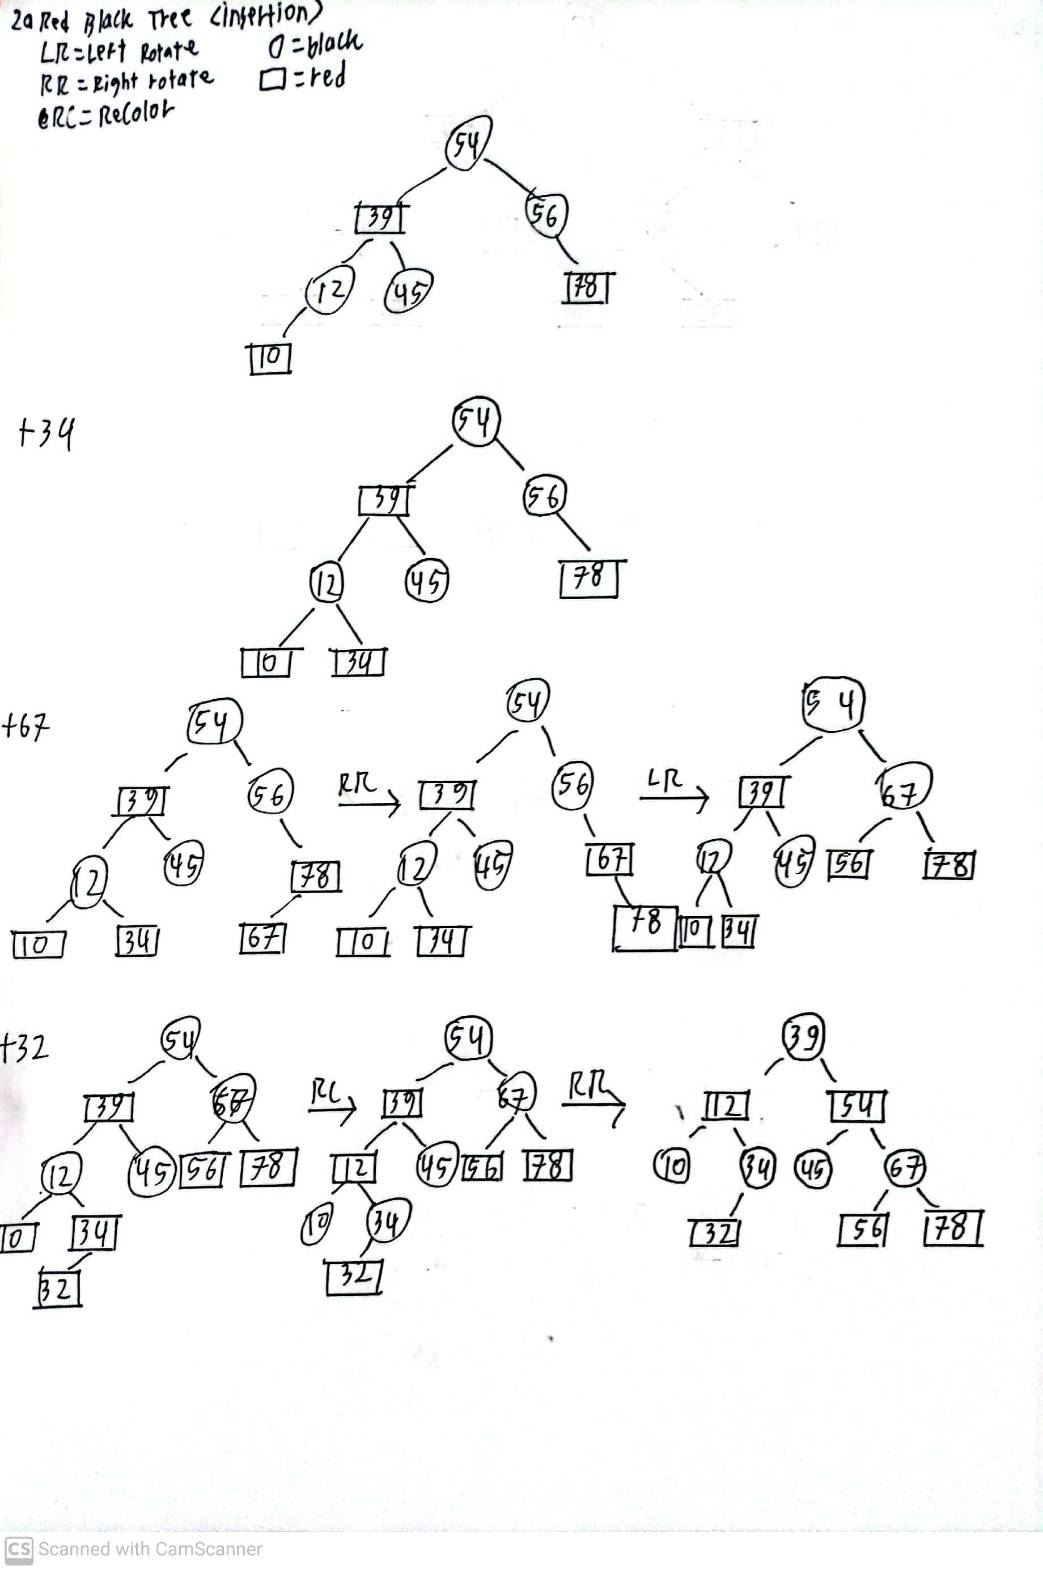 2a Red Black Tree (insertion)
LR = Left Rotate O = black
RR = Right rotate □ = red
RC = Recolor
54
39 56
12 45 78
10
+34
54
39 56
12 45 78
10 34
+67
54 54 54
39 56 RR 39 56 LR 39 67
12 45 78 12 45 67 12 45 56 78
10 34 67 10 34 78 10 34
+32
54 54 39
39 67 RC 39 67 RR 12 54
12 45 56 78 12 45 56 78 10 34 45 67
10 34 10 34 32 56 78
32 32
CS Scanned with CamScanner